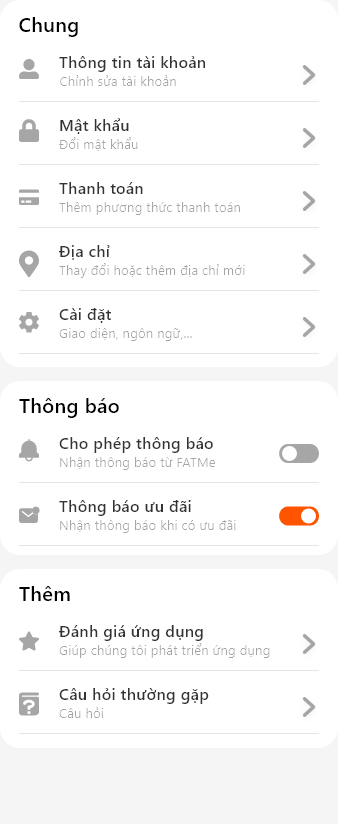 Chung
Thông tin tài khoản
Chỉnh sửa tài khoản
Mật khẩu
Đổi mật khẩu
Thanh toán
Thêm phương thức thanh toán
Địa chỉ
Thay đổi hoặc thêm địa chỉ mới
Cài đặt
Giao diện, ngôn ngữ,...
Thông báo
Cho phép thông báo
Nhận thông báo từ FATMe
Thông báo ưu đãi
Nhận thông báo khi có ưu đãi
Thêm
Đánh giá ứng dụng
Giúp chúng tôi phát triển ứng dụng
Câu hỏi thường gặp
Câu hỏi